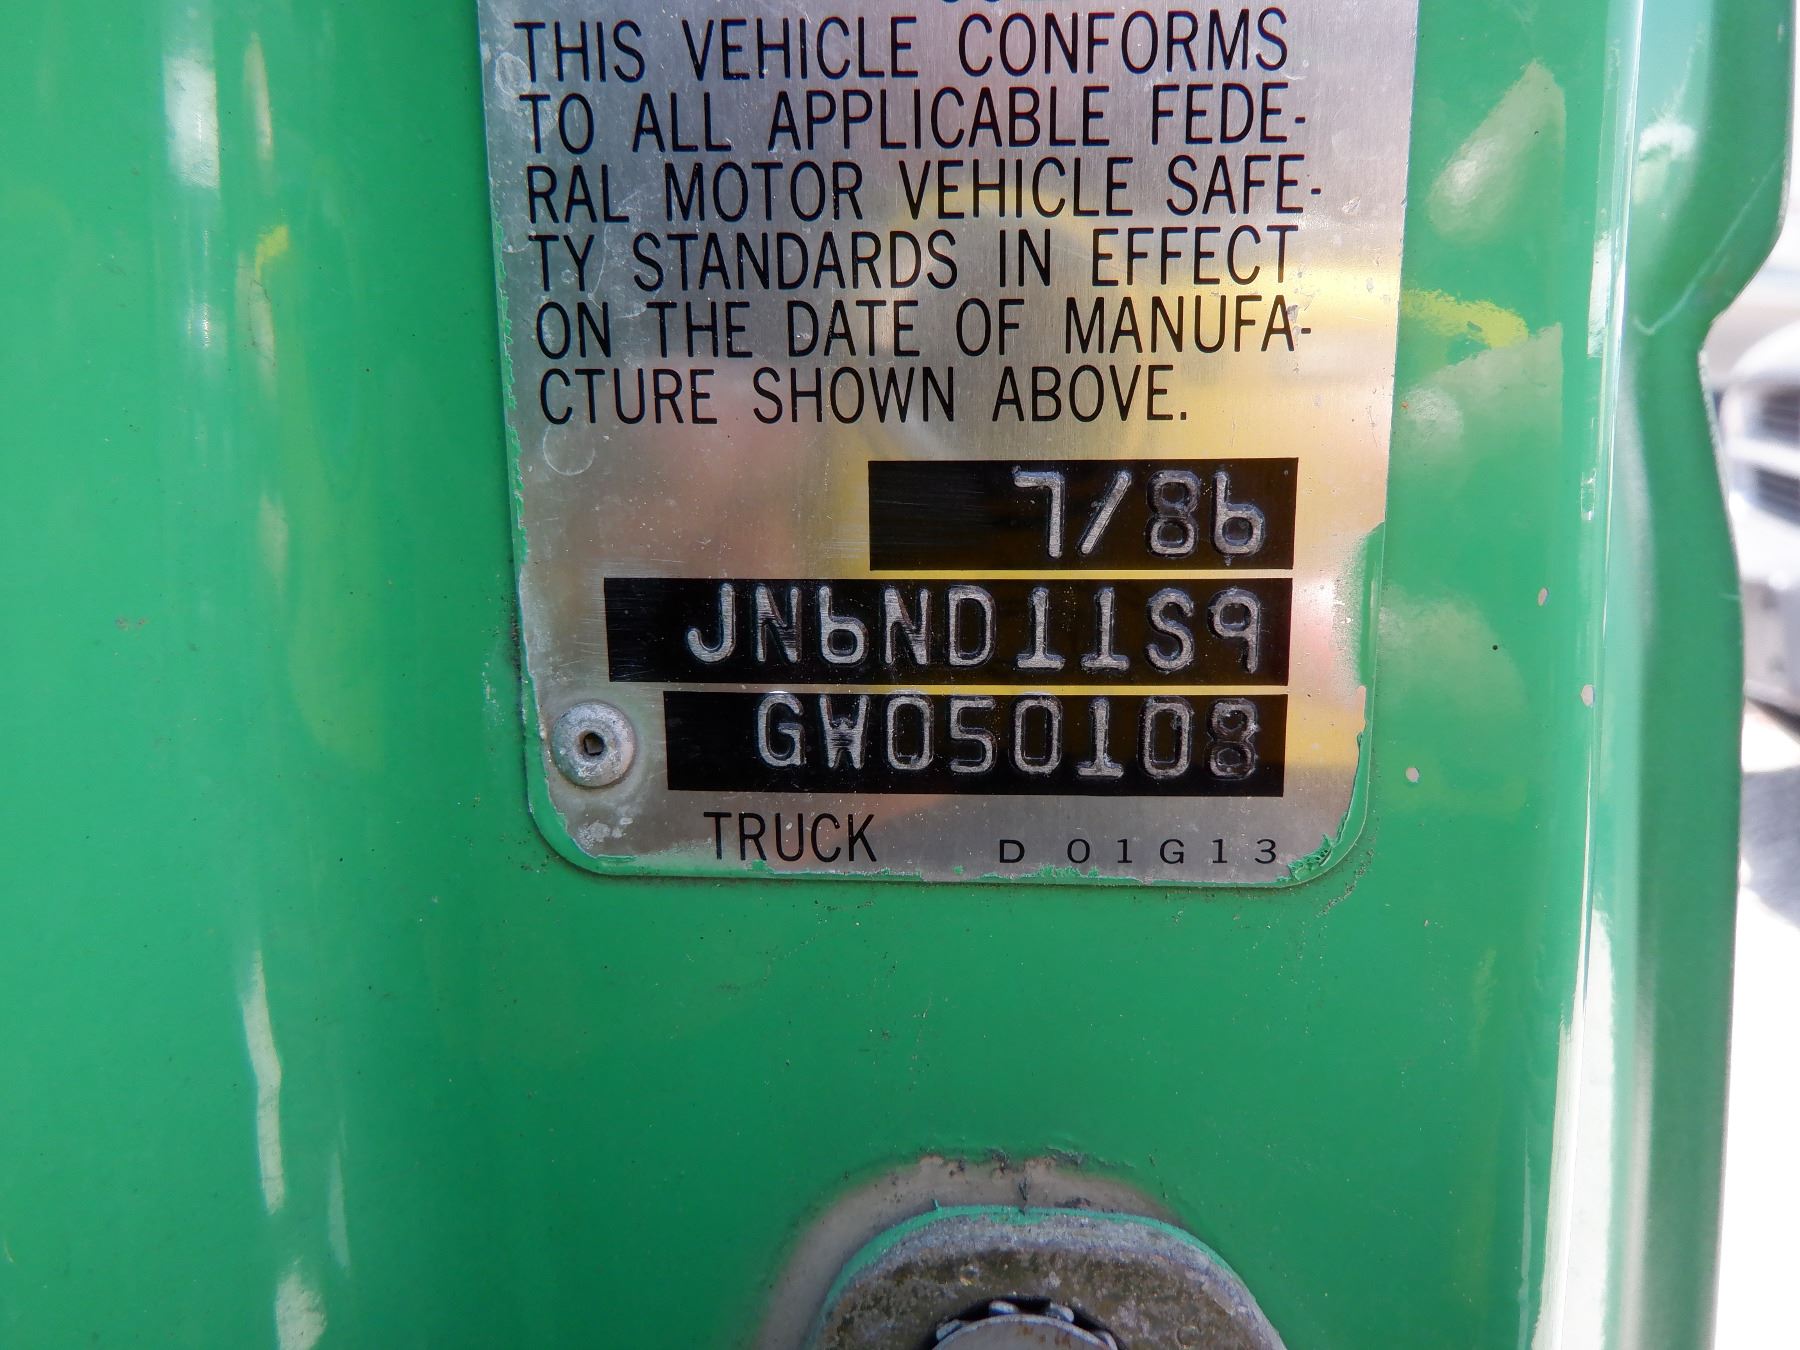 THIS VEHICLE CONFORMS
TO ALL APPLICABLE FEDE-
RAL MOTOR VEHICLE SAFE-
TY STANDARDS IN EFFECT
ON THE DATE OF MANUFA-
CTURE SHOWN ABOVE.
7/86
JN6ND11S9
GW050108
TRUCK D 01G13